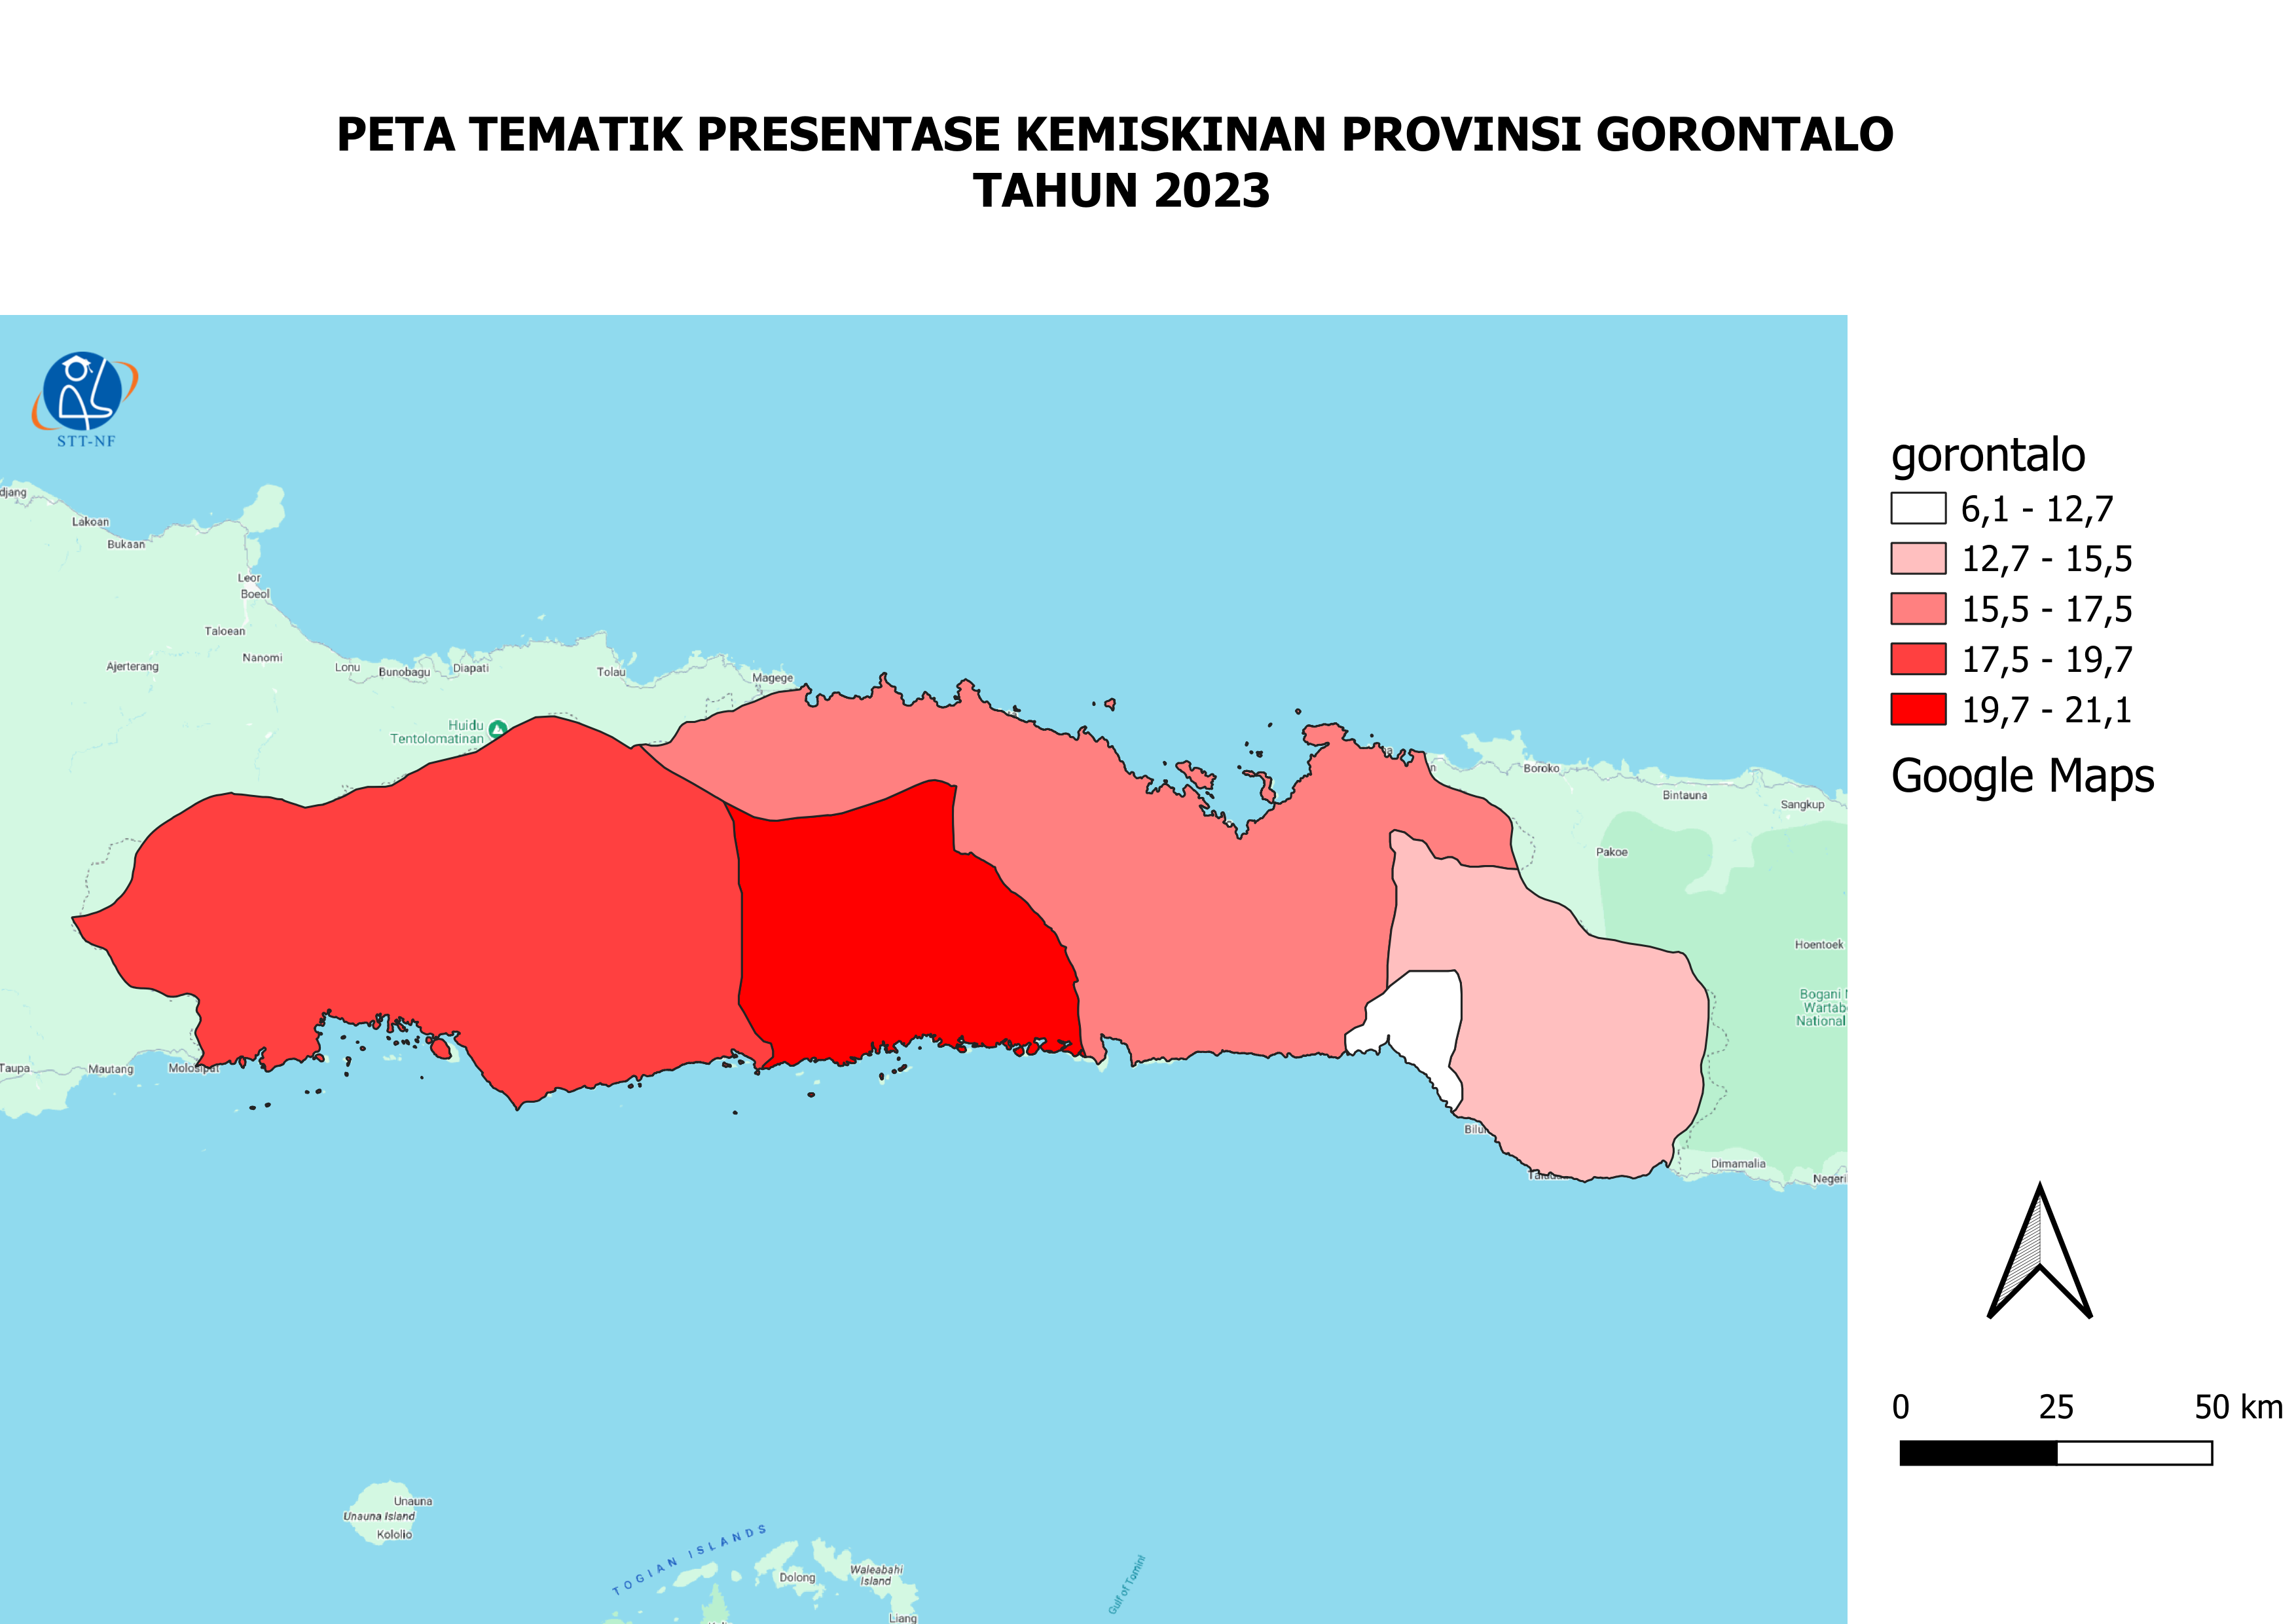 PETA TEMATIK PRESENTASE KEMISKINAN PROVINSI GORONTALO
TAHUN 2023
STT-NF
djang
Lakoan
Bukaan
Leor
Boeol
Taloean
Nanomi
Ajerterang
Lonu
Bunobagu
Diapati
Tolau
Magege
Huidu
Tentolomatinan
Boroko
Bintauna
Sangkup
Pakoe
Hoentoek
Bogani
Wartab
National
Taupa
Mautang
Molosipat
Dimamalia
Negeri
Unauna
Unauna Island
Kololio
TOGIAN ISLANDS
Dolong
Waleabahi
Island
Liang
Gulf of Tomini
gorontalo
6,1 - 12,7
12,7 - 15,5
15,5 - 17,5
17,5 - 19,7
19,7 - 21,1
Google Maps
0 25 50 km